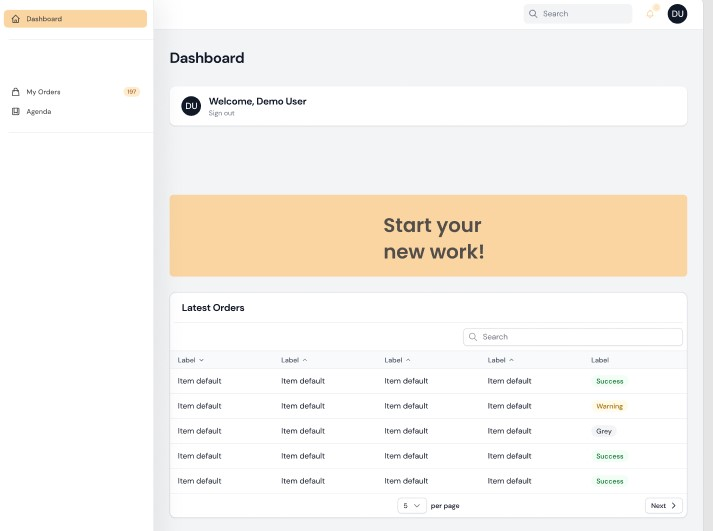 Dashboard
My Orders 197
Agenda
Search
DU
Dashboard
DU
Welcome, Demo User
Sign out
Start your
new work!
Latest Orders
Search
Label Label Label Label Label
Item default Item default Item default Item default Success
Item default Item default Item default Item default Warning
Item default Item default Item default Item default Grey
Item default Item default Item default Item default Success
Item default Item default Item default Item default Success
5 per page Next